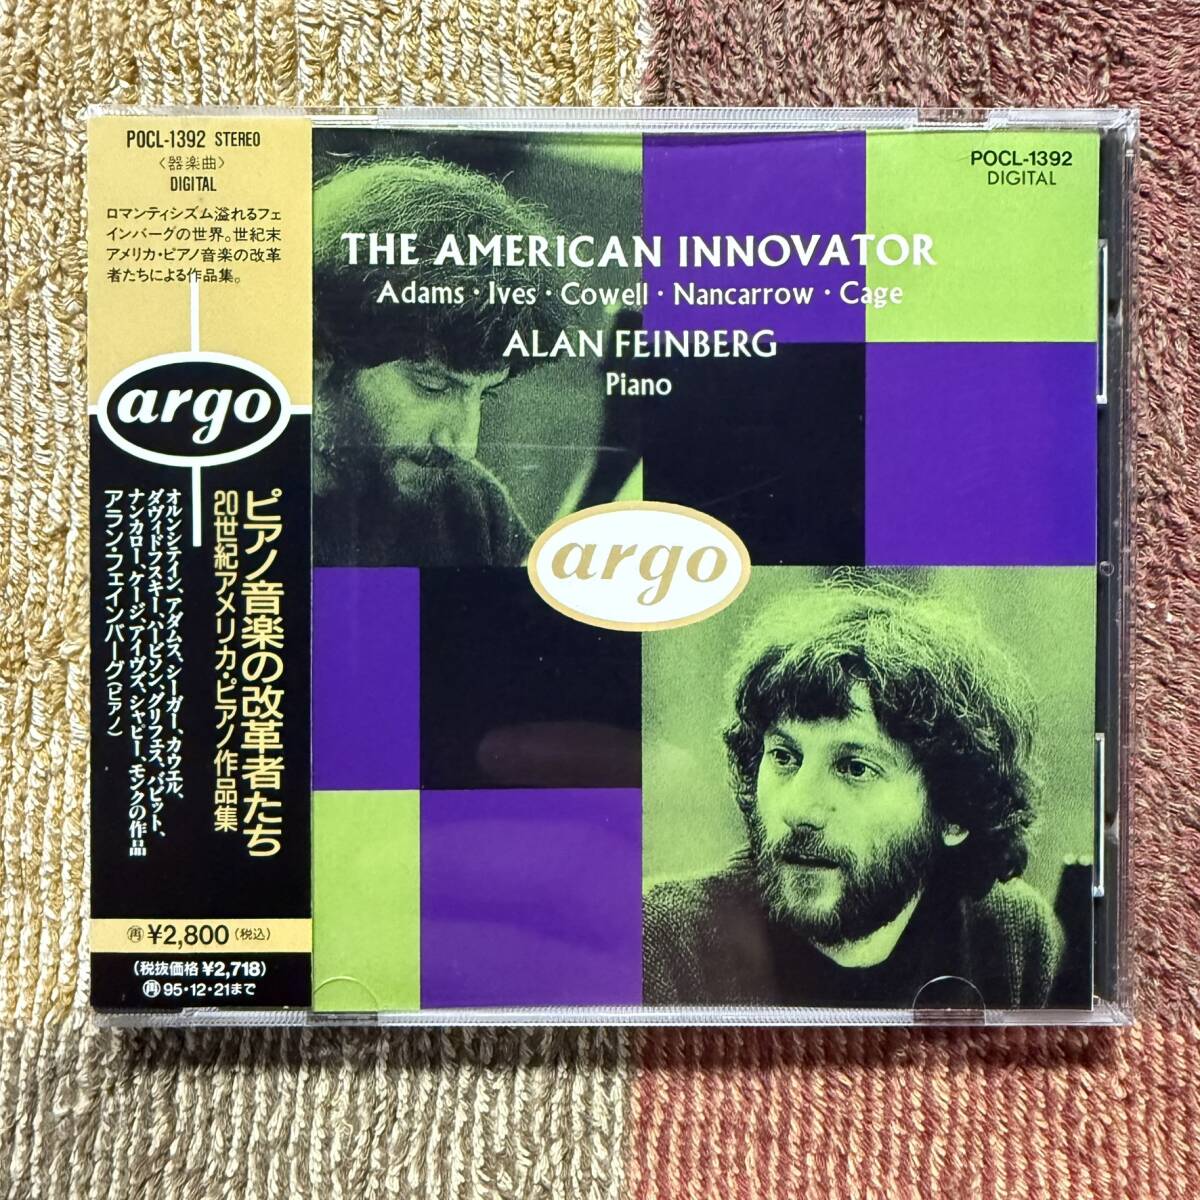 POCL-1392 STEREO
〈器楽曲〉
DIGITAL
ロマンティシズム溢れるフェ
インバーグの世界。世紀末
アメリカ・ピアノ音楽の改革
者たちによる作品集。
argo
ピアノ音楽の改革者たち
20世紀アメリカ・ピアノ作品集
オルンシテイン、アダムス、シーガー、カウエル、
ダヴィドフスキー、ハービソン、グリフェス、バビット、
ナンカロー、ケージ、アイヴズ、シャピー、モンクの作品
アラン・フェインバーグ(ピアノ)
再 ¥2,800 (税込)
(税抜価格 ¥2,718)
再 95・12・21まで
POCL-1392
DIGITAL
THE AMERICAN INNOVATOR
Adams · Ives · Cowell · Nancarrow · Cage
ALAN FEINBERG
Piano
argo